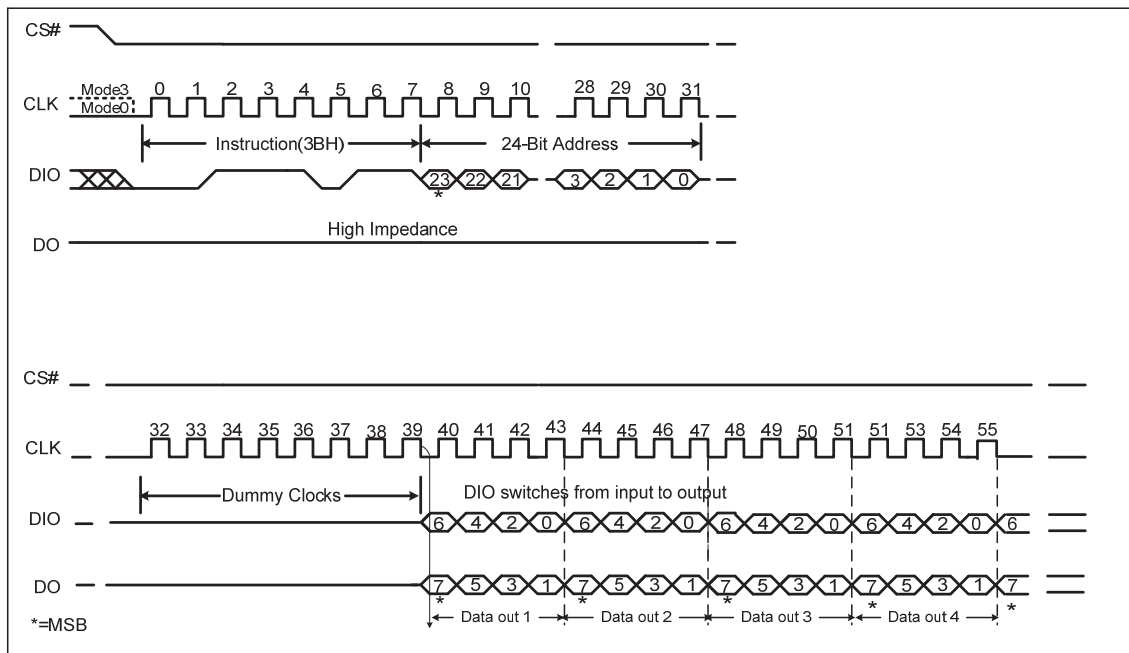 CS#
Mode3
Mode0
CLK
0 1 2 3 4 5 6 7 8 9 10 28 29 30 31
Instruction(3BH) 24-Bit Address
DIO
23 22 21 3 2 1 0
*
High Impedance
DO
CS#
32 33 34 35 36 37 38 39 40 41 42 43 44 45 46 47 48 49 50 51 51 53 54 55
CLK
Dummy Clocks DIO switches from input to output
DIO
6 4 2 0 6 4 2 0 6 4 2 0 6 4 2 0 6
DO
7 5 3 1 7 5 3 1 7 5 3 1 7 5 3 1 7
* * * * *
Data out 1 Data out 2 Data out 3 Data out 4
*=MSB